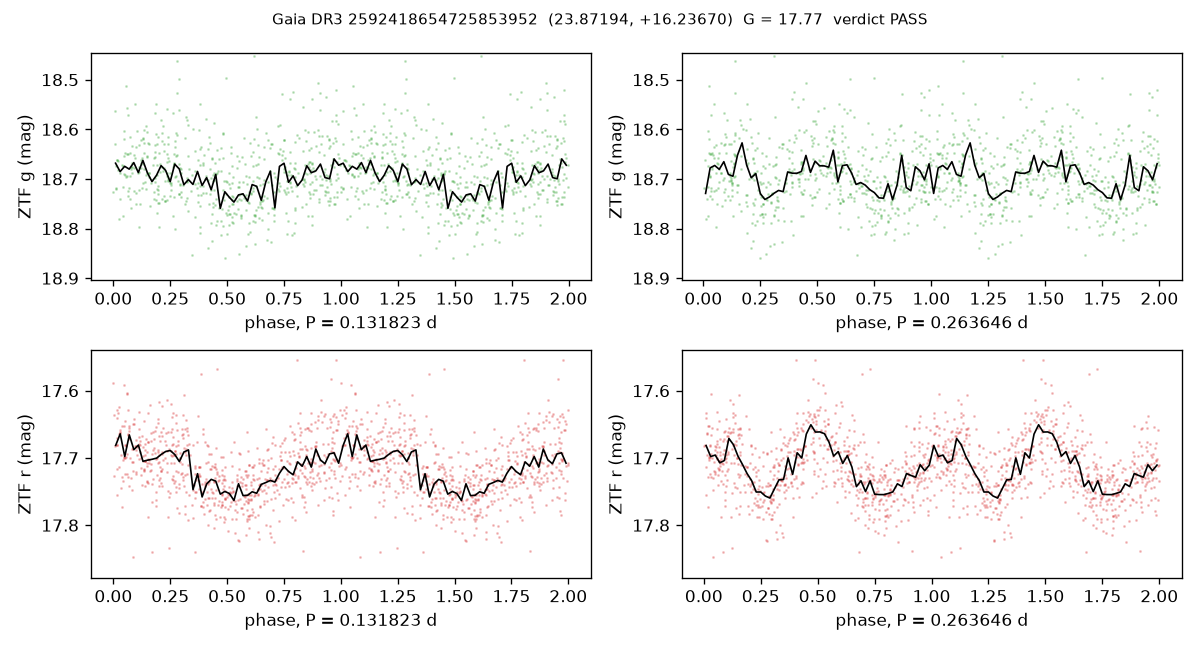 Gaia DR3 2592418654725853952 (23.87194, +16.23670) G = 17.77 verdict PASS
ZTF g (mag)
18.5
18.6
18.7
18.8
18.9
0.00 0.25 0.50 0.75 1.00 1.25 1.50 1.75 2.00
phase, P = 0.131823 d
ZTF g (mag)
18.5
18.6
18.7
18.8
18.9
0.00 0.25 0.50 0.75 1.00 1.25 1.50 1.75 2.00
phase, P = 0.263646 d
ZTF r (mag)
17.6
17.7
17.8
0.00 0.25 0.50 0.75 1.00 1.25 1.50 1.75 2.00
phase, P = 0.131823 d
ZTF r (mag)
17.6
17.7
17.8
0.00 0.25 0.50 0.75 1.00 1.25 1.50 1.75 2.00
phase, P = 0.263646 d